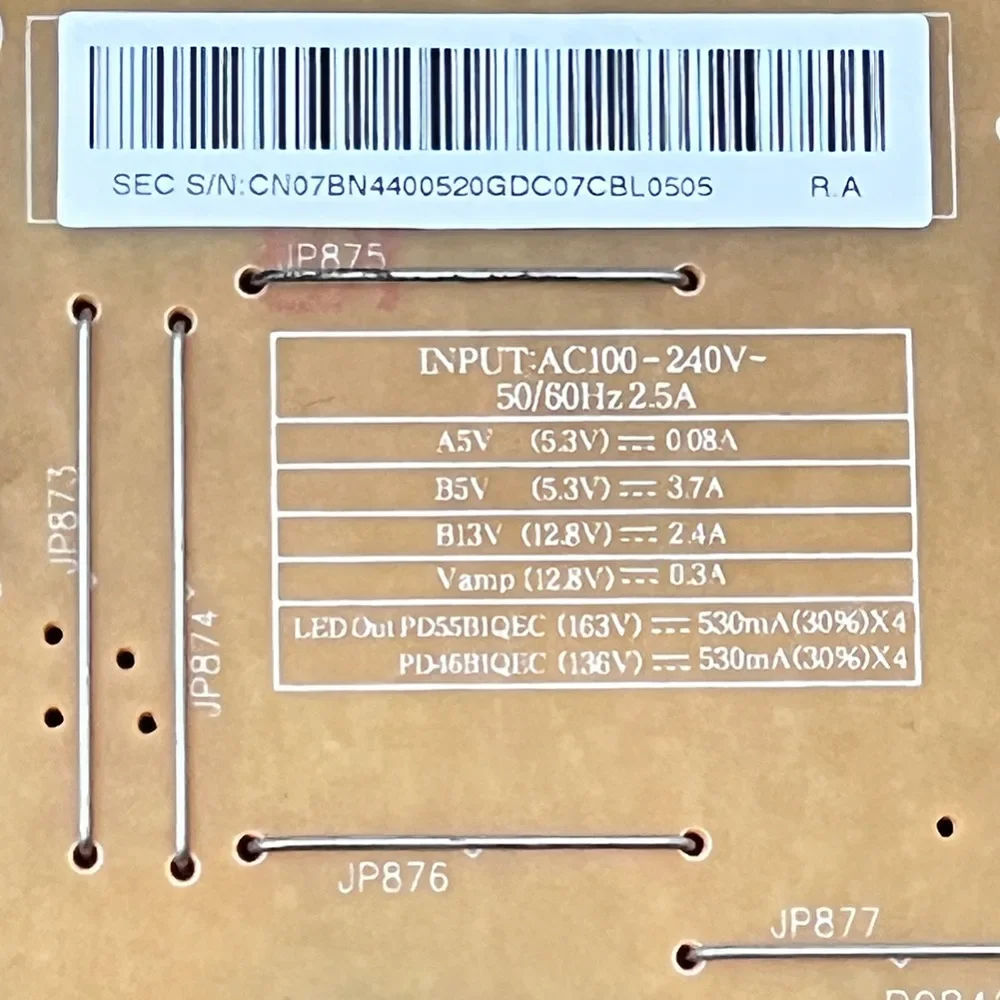 SEC S/N:CN07BN4400520GDC07CBL0505 R.A
JP875
INPUT:AC100-240V~
50/60Hz 2.5A
A5V (5.3V) ⎓ 0.08A
B5V (5.3V) ⎓ 3.7A
B13V (12.8V) ⎓ 2.4A
Vamp (12.8V) ⎓ 0.3A
LED Out PD55B1QEC (163V) ⎓ 530mA(30%)X4
PD46B1QEC (136V) ⎓ 530mA(30%)X4
JP873
JP874
JP876
JP877